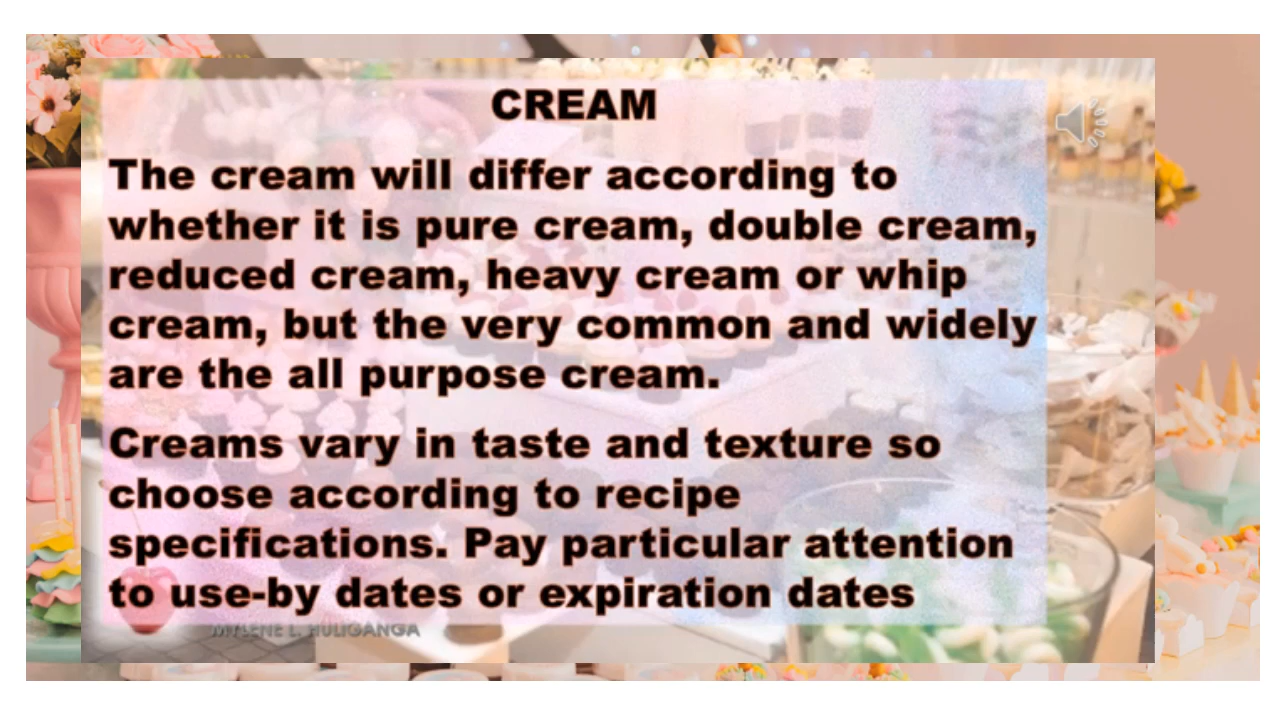 CREAM
The cream will differ according to
whether it is pure cream, double cream,
reduced cream, heavy cream or whip
cream, but the very common and widely
are the all purpose cream.
Creams vary in taste and texture so
choose according to recipe
specifications. Pay particular attention
to use-by dates or expiration dates
MYLENE L. HULIGANGA